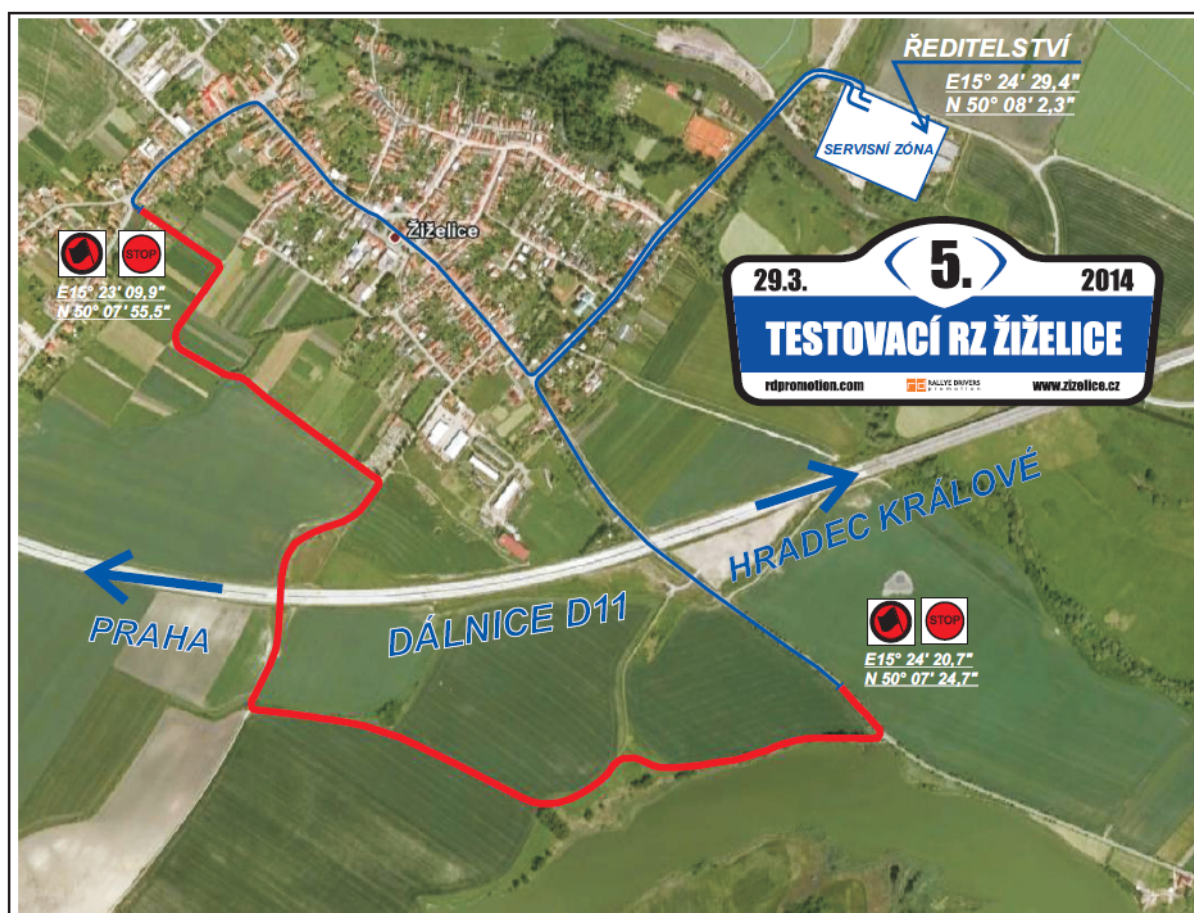 ŘEDITELSTVÍ
E15° 24' 29,4"
N 50° 08' 2,3"
SERVISNÍ ZÓNA
Žiželice
STOP
E15° 23' 09,9"
N 50° 07' 55,5"
29.3.
5.
2014
TESTOVACÍ RZ ŽIŽELICE
rdpromotion.com
rd RALLYE DRIVERS
promotion
www.zizelice.cz
HRADEC KRÁLOVÉ
DÁLNICE D11
PRAHA
STOP
E15° 24' 20,7"
N 50° 07' 24,7"